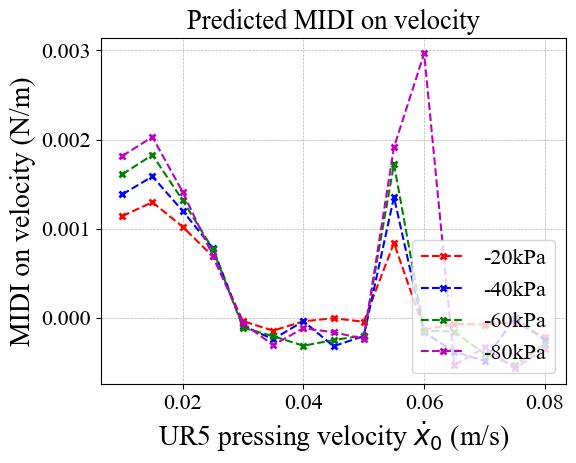 Predicted MIDI on velocity
MIDI on velocity (N/m)
0.003
0.002
0.001
0.000
-20kPa
-40kPa
-60kPa
-80kPa
0.02 0.04 0.06 0.08
UR5 pressing velocity ẋ₀ (m/s)